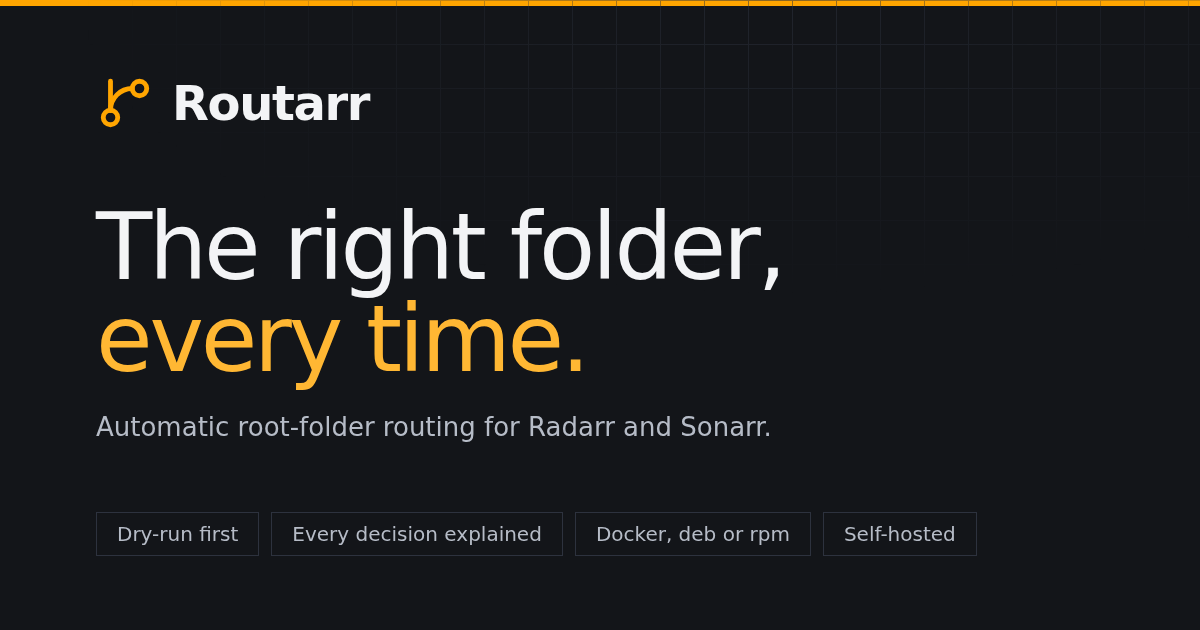 Routarr
The right folder,
every time.
Automatic root-folder routing for Radarr and Sonarr.
Dry-run first
Every decision explained
Docker, deb or rpm
Self-hosted